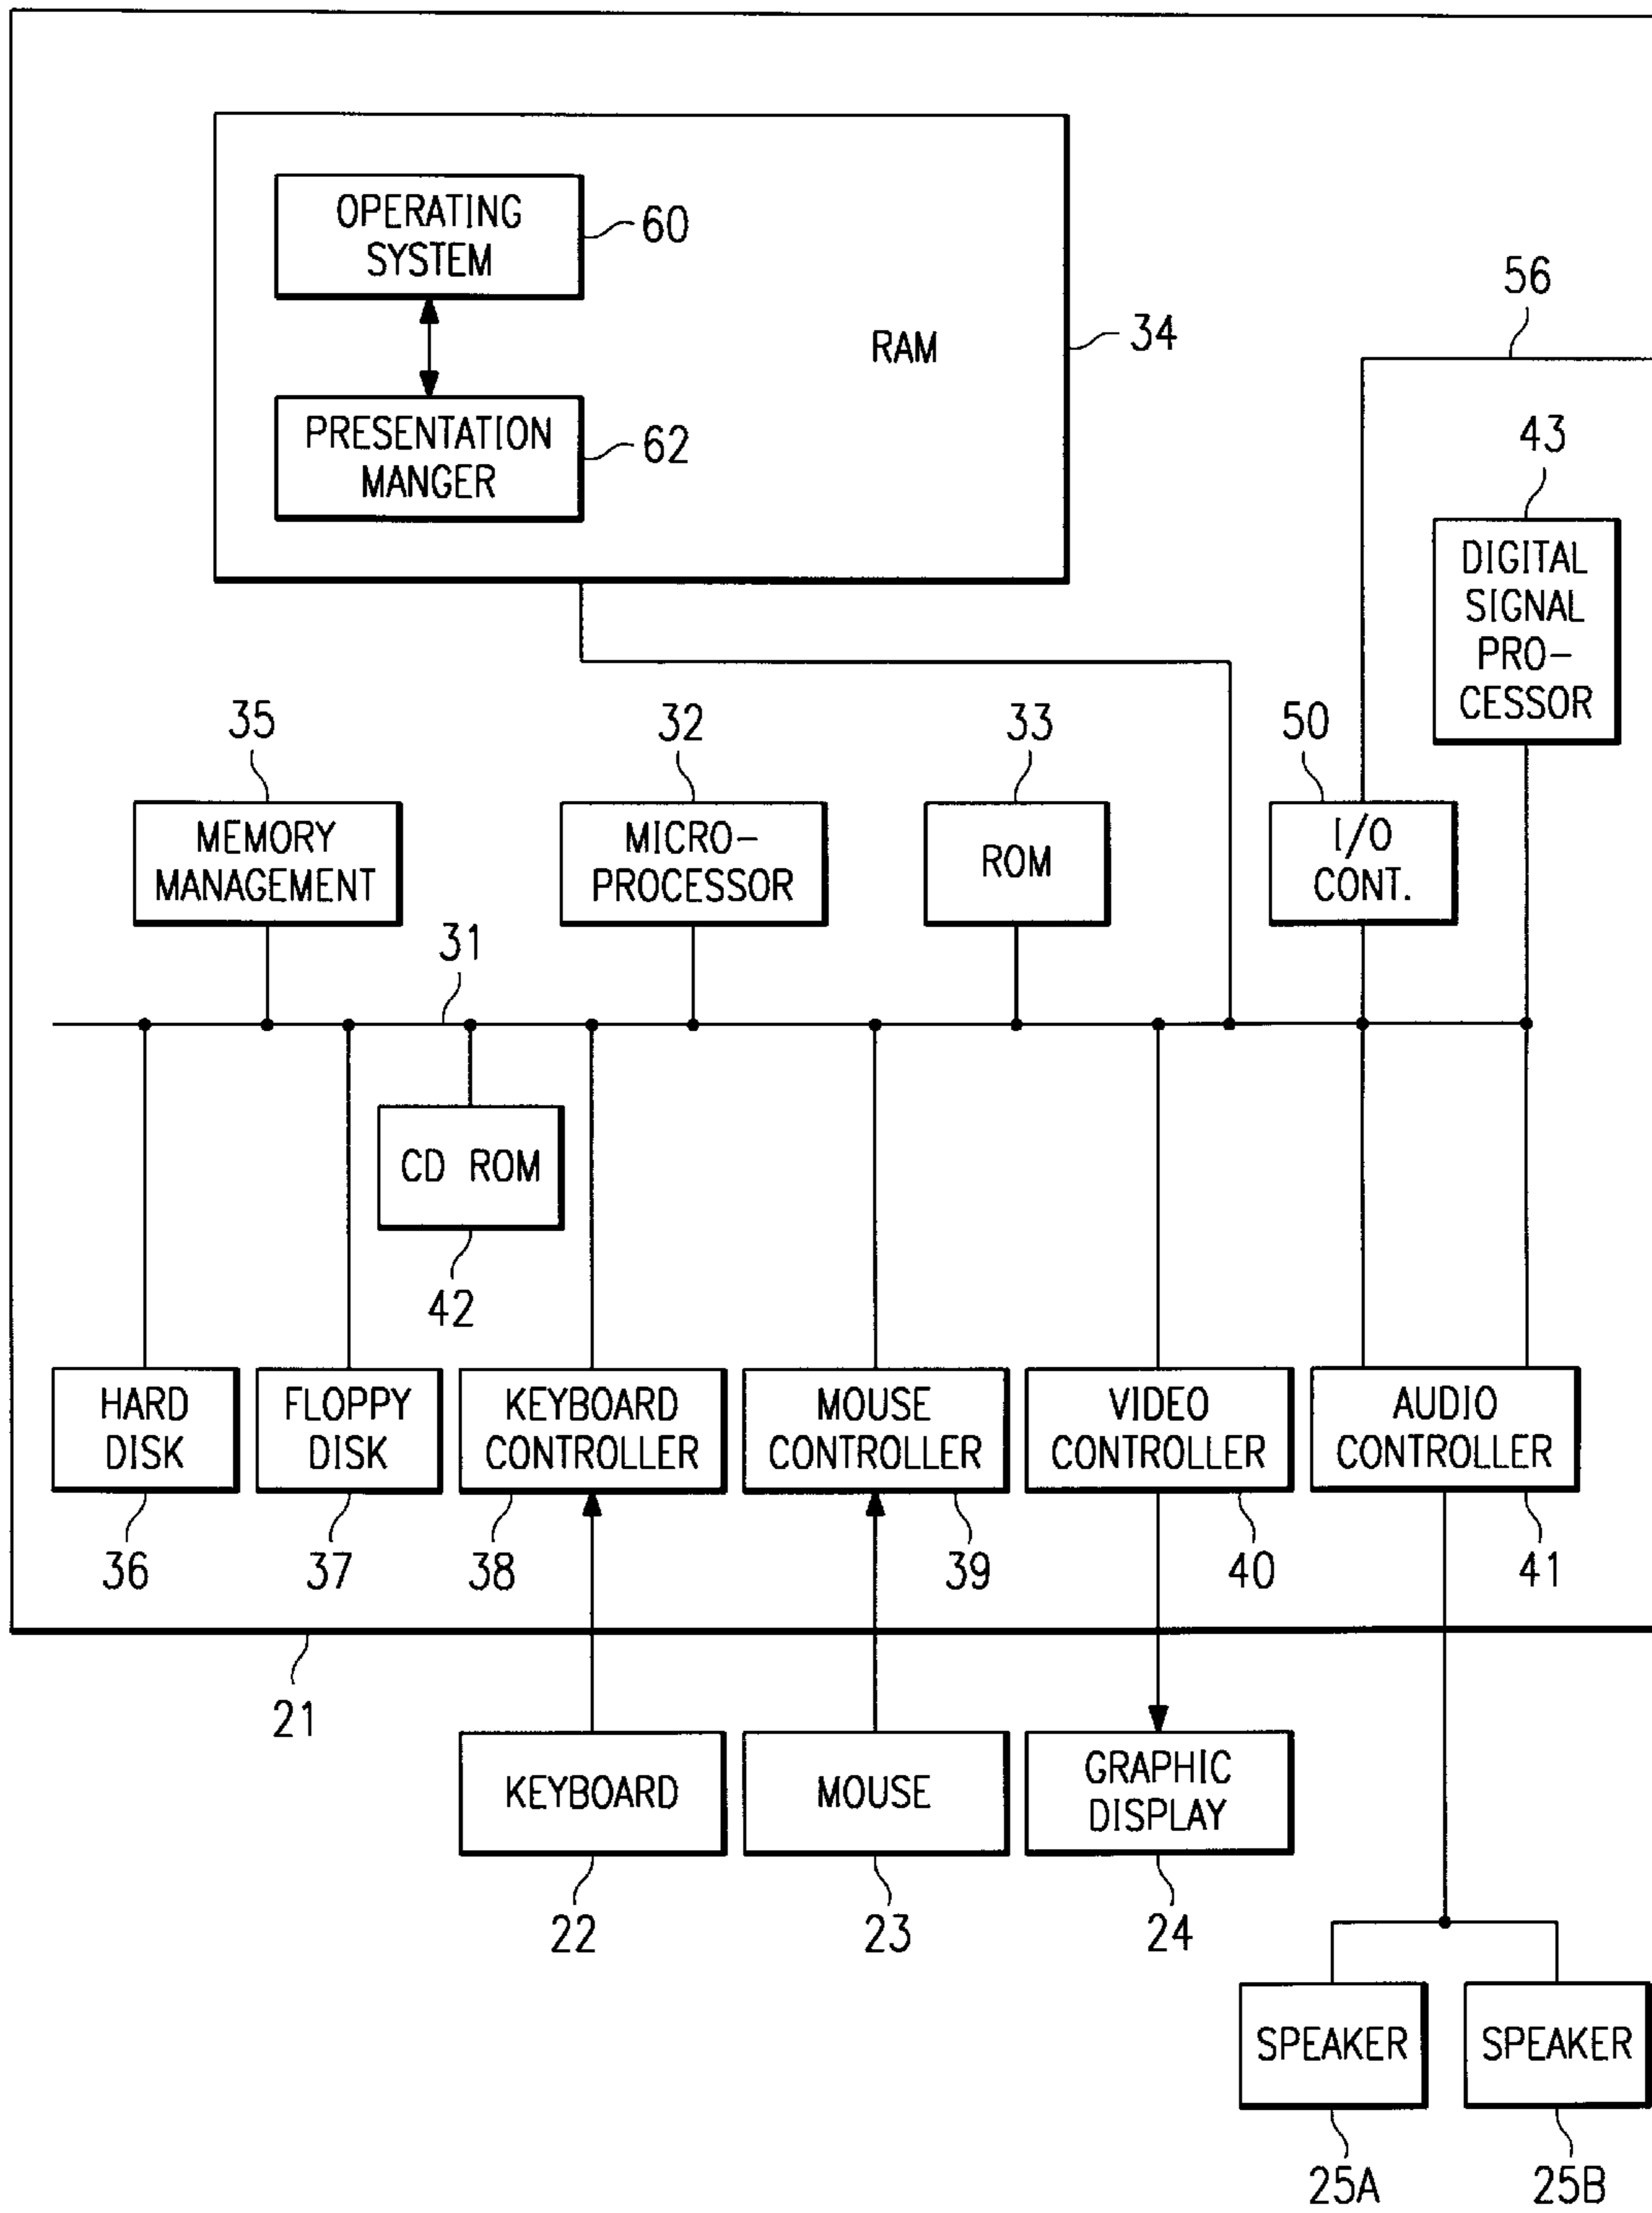 OPERATING
SYSTEM
60
56
RAM
34
PRESENTATION
MANGER
62
43
DIGITAL
SIGNAL
PRO-
CESSOR
35
32
33
50
MEMORY
MANAGEMENT
MICRO-
PROCESSOR
ROM
I/O
CONT.
31
CD ROM
42
HARD
DISK
FLOPPY
DISK
KEYBOARD
CONTROLLER
MOUSE
CONTROLLER
VIDEO
CONTROLLER
AUDIO
CONTROLLER
36
37
38
39
40
41
21
KEYBOARD
MOUSE
GRAPHIC
DISPLAY
22
23
24
SPEAKER
SPEAKER
25A
25B